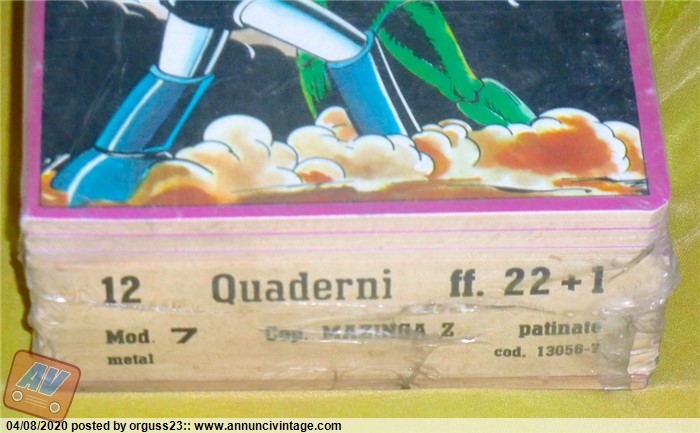 12 Quaderni ff. 22 + 1
Mod. 7 Cop. MAZINGA Z patinate
metal cod. 13056-7
AV
04/08/2020 posted by orguss23:: www.annuncivintage.com